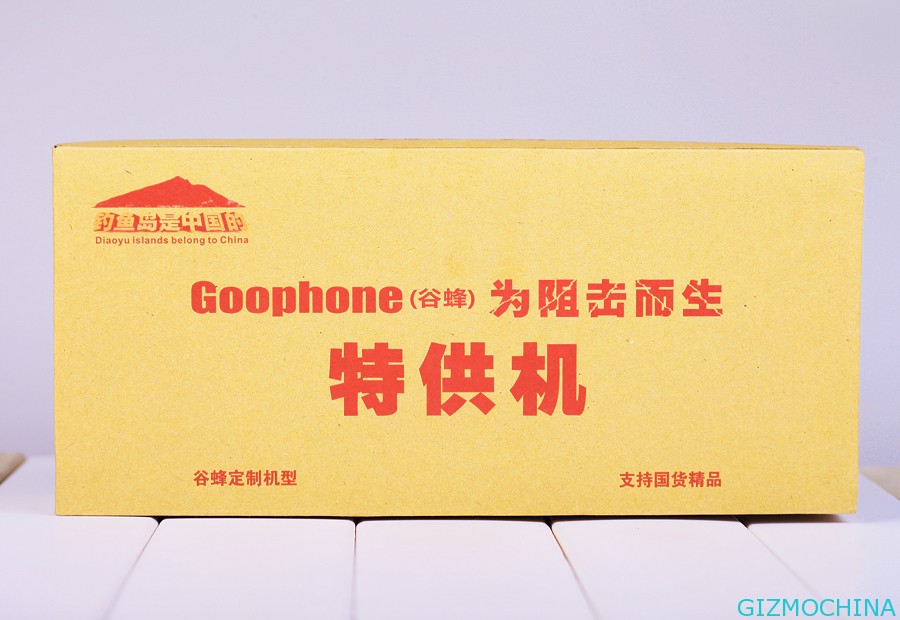 钓鱼岛是中国的
Diaoyu islands belong to China
Goophone (谷蜂) 为阻击而生
特供机
谷蜂定制机型
支持国货精品
GIZMOCHINA